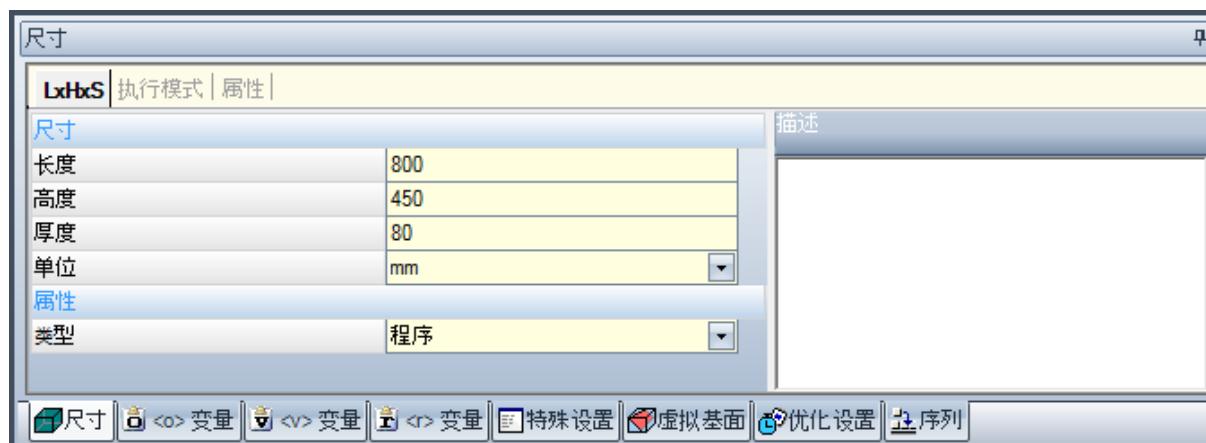 尺寸
LxHxS 执行模式 属性
尺寸
描述
长度 800
高度 450
厚度 80
单位 mm
属性
类型 程序
尺寸 <o> 变量 <v> 变量 <r> 变量 特殊设置 虚拟基面 优化设置 序列